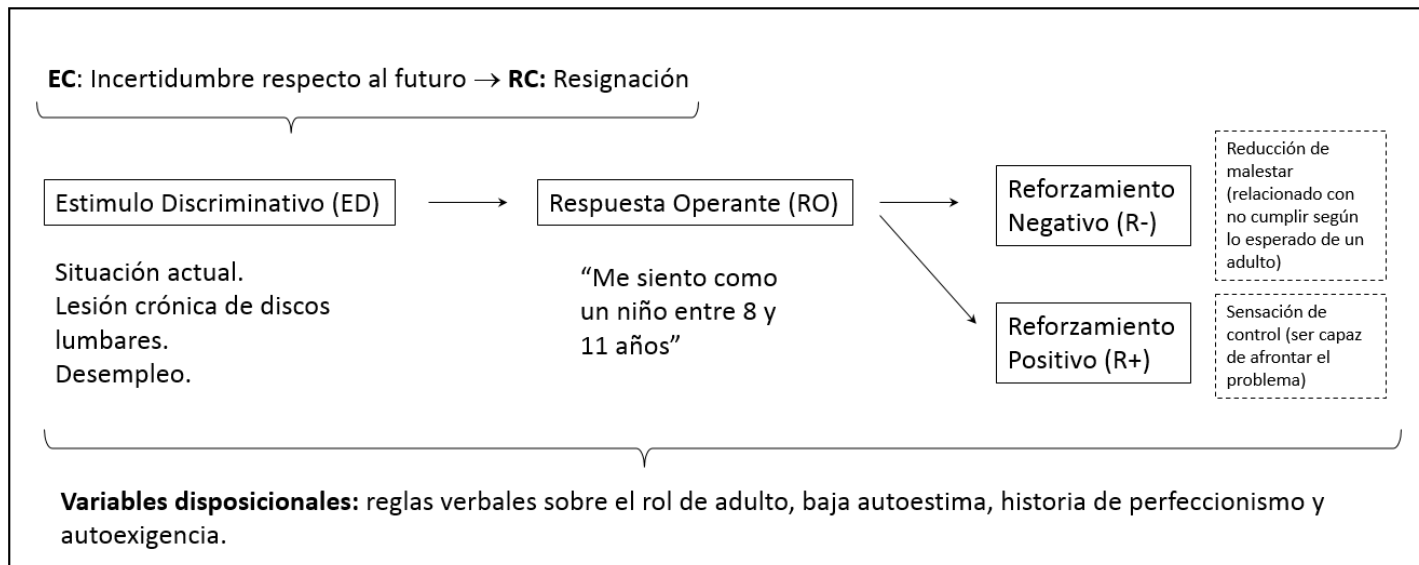 EC: Incertidumbre respecto al futuro → RC: Resignación
Estimulo Discriminativo (ED)
Situación actual.
Lesión crónica de discos
lumbares.
Desempleo.
Respuesta Operante (RO)
“Me siento como
un niño entre 8 y
11 años”
Reforzamiento
Negativo (R-)
Reducción de
malestar
(relacionado con
no cumplir según
lo esperado de un
adulto)
Reforzamiento
Positivo (R+)
Sensación de
control (ser capaz
de afrontar el
problema)
Variables disposicionales: reglas verbales sobre el rol de adulto, baja autoestima, historia de perfeccionismo y
autoexigencia.